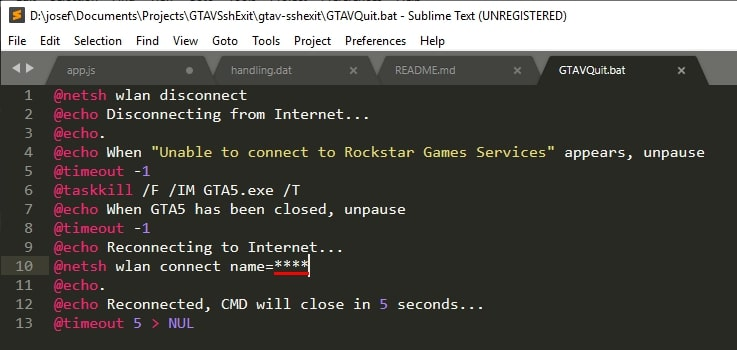 D:\josef\Documents\Projects\GTAVSshExit\gtav-sshexit\GTAVQuit.bat - Sublime Text (UNREGISTERED)
File Edit Selection Find View Goto Tools Project Preferences Help
app.js handling.dat README.md GTAVQuit.bat
1 @netsh wlan disconnect
2 @echo Disconnecting from Internet...
3 @echo.
4 @echo When "Unable to connect to Rockstar Games Services" appears, unpause
5 @timeout -1
6 @taskkill /F /IM GTA5.exe /T
7 @echo When GTA5 has been closed, unpause
8 @timeout -1
9 @echo Reconnecting to Internet...
10 @netsh wlan connect name=****
11 @echo.
12 @echo Reconnected, CMD will close in 5 seconds...
13 @timeout 5 > NUL